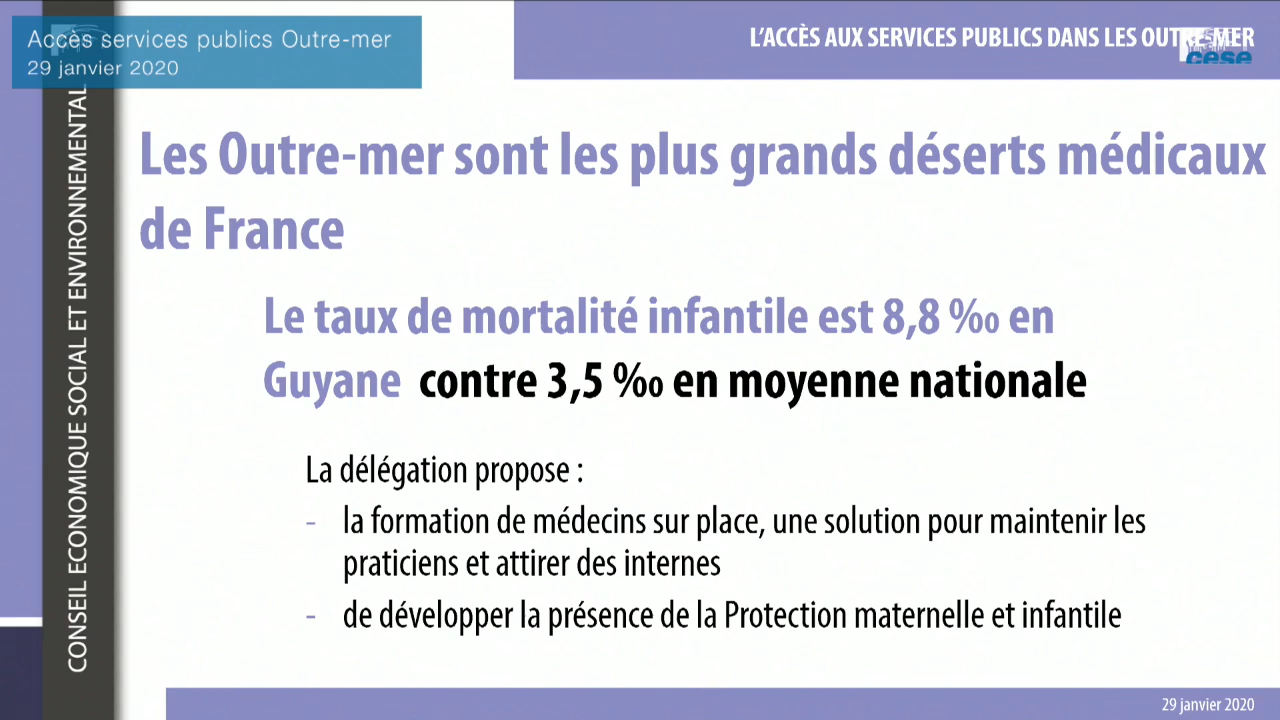 Accès services publics Outre-mer
29 janvier 2020
L'ACCÈS AUX SERVICES PUBLICS DANS LES OUTRE-MER
cese
CONSEIL ECONOMIQUE SOCIAL ET ENVIRONNEMENTAL
Les Outre-mer sont les plus grands déserts médicaux
de France
Le taux de mortalité infantile est 8,8 ‰ en
Guyane contre 3,5 ‰ en moyenne nationale
La délégation propose :
- la formation de médecins sur place, une solution pour maintenir les
praticiens et attirer des internes
- de développer la présence de la Protection maternelle et infantile
29 janvier 2020